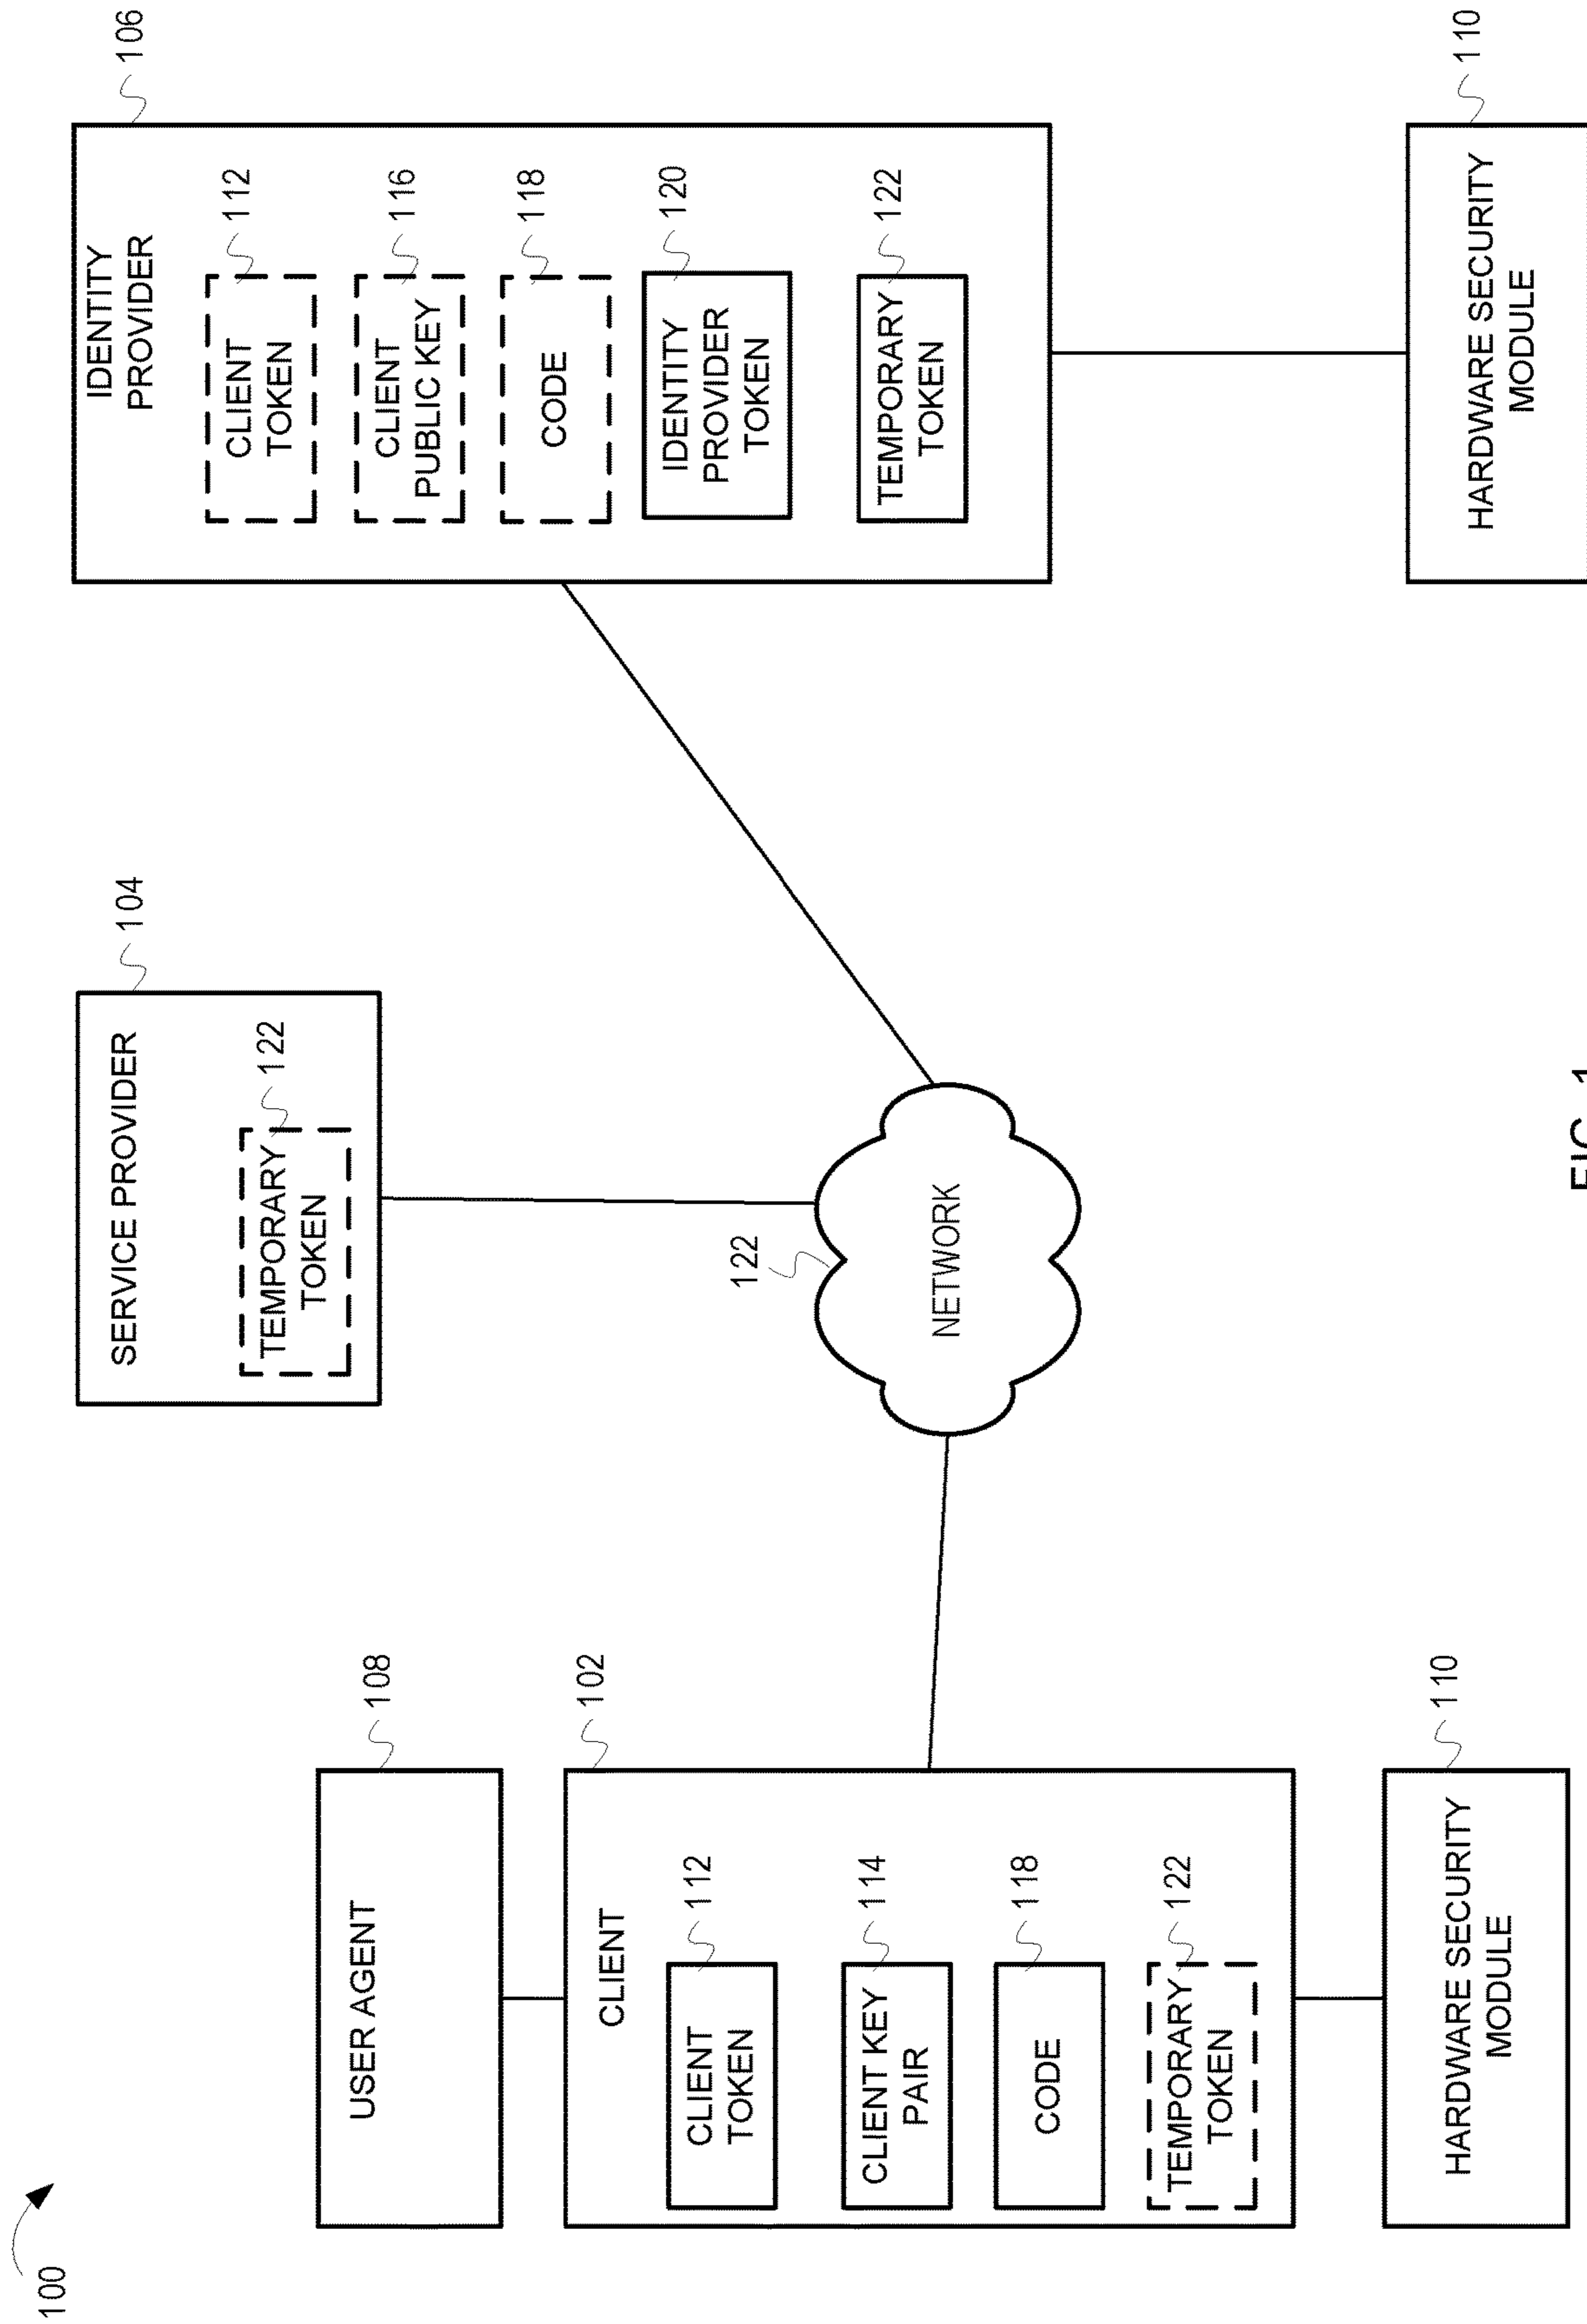 100
USER AGENT
108
CLIENT
102
CLIENT
TOKEN
112
CLIENT KEY
PAIR
114
CODE
118
TEMPORARY
TOKEN
122
HARDWARE SECURITY
MODULE
110
SERVICE PROVIDER
104
TEMPORARY
TOKEN
122
122
NETWORK
IDENTITY
PROVIDER
106
CLIENT
TOKEN
112
CLIENT
PUBLIC KEY
116
CODE
118
IDENTITY
PROVIDER
TOKEN
120
TEMPORARY
TOKEN
122
HARDWARE SECURITY
MODULE
110
FIG. 1